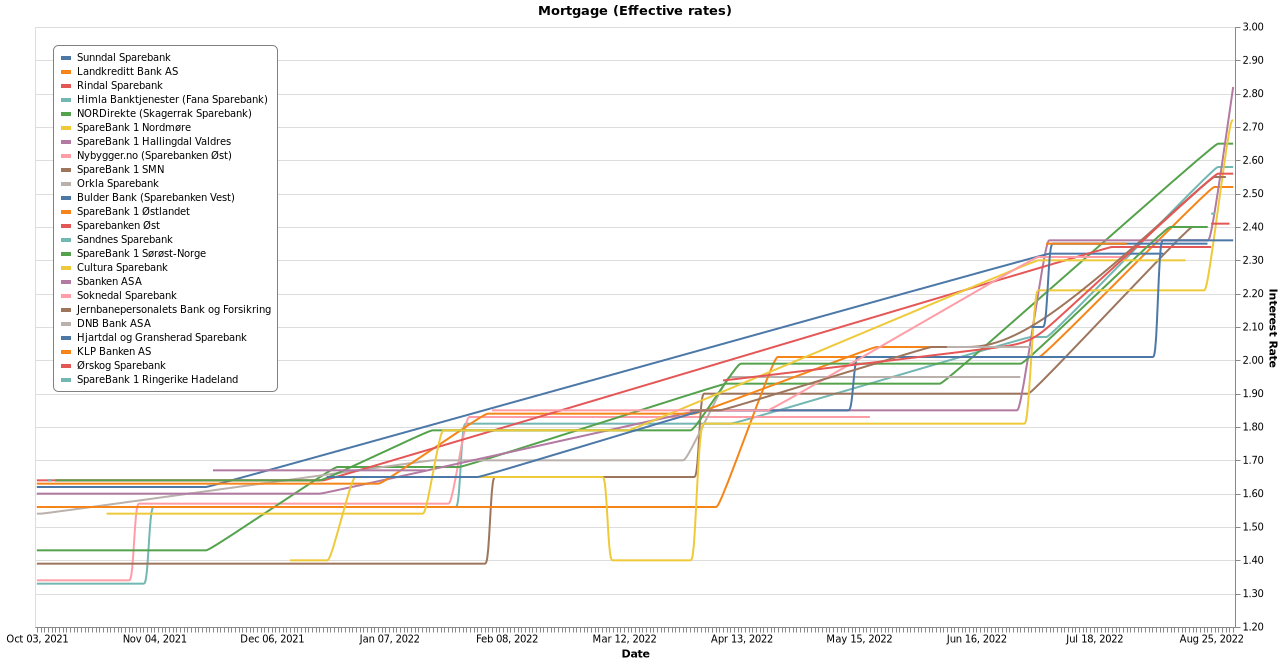 Mortgage (Effective rates)
Sunndal Sparebank
Landkreditt Bank AS
Rindal Sparebank
Himla Banktjenester (Fana Sparebank)
NORDirekte (Skagerrak Sparebank)
SpareBank 1 Nordmøre
SpareBank 1 Hallingdal Valdres
Nybygger.no (Sparebanken Øst)
SpareBank 1 SMN
Orkla Sparebank
Bulder Bank (Sparebanken Vest)
SpareBank 1 Østlandet
Sparebanken Øst
Sandnes Sparebank
SpareBank 1 Sørøst-Norge
Cultura Sparebank
Sbanken ASA
Soknedal Sparebank
Jernbanepersonalets Bank og Forsikring
DNB Bank ASA
Hjartdal og Gransherad Sparebank
KLP Banken AS
Ørskog Sparebank
SpareBank 1 Ringerike Hadeland
3.00
2.90
2.80
2.70
2.60
2.50
2.40
2.30
2.20
2.10
2.00
1.90
1.80
1.70
1.60
1.50
1.40
1.30
1.20
Interest Rate
Oct 03, 2021 Nov 04, 2021 Dec 06, 2021 Jan 07, 2022 Feb 08, 2022 Mar 12, 2022 Apr 13, 2022 May 15, 2022 Jun 16, 2022 Jul 18, 2022 Aug 25, 2022
Date